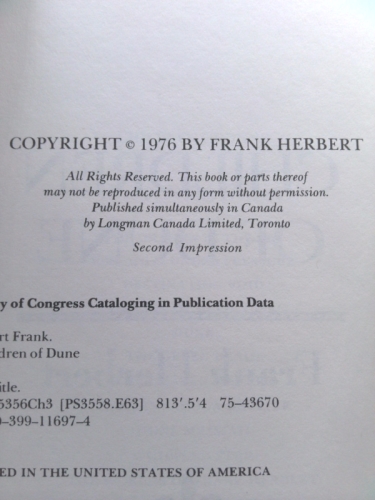 COPYRIGHT © 1976 BY FRANK HERBERT
All Rights Reserved. This book or parts thereof
may not be reproduced in any form without permission.
Published simultaneously in Canada
by Longman Canada Limited, Toronto
Second Impression
y of Congress Cataloging in Publication Data
rt Frank.
dren of Dune
itle.
5356Ch3 [PS3558.E63] 813'.5'4 75-43670
-399-11697-4
ED IN THE UNITED STATES OF AMERICA